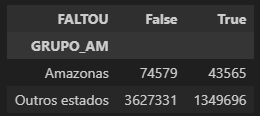 FALTOU False True
GRUPO_AM
Amazonas 74579 43565
Outros estados 3627331 1349696